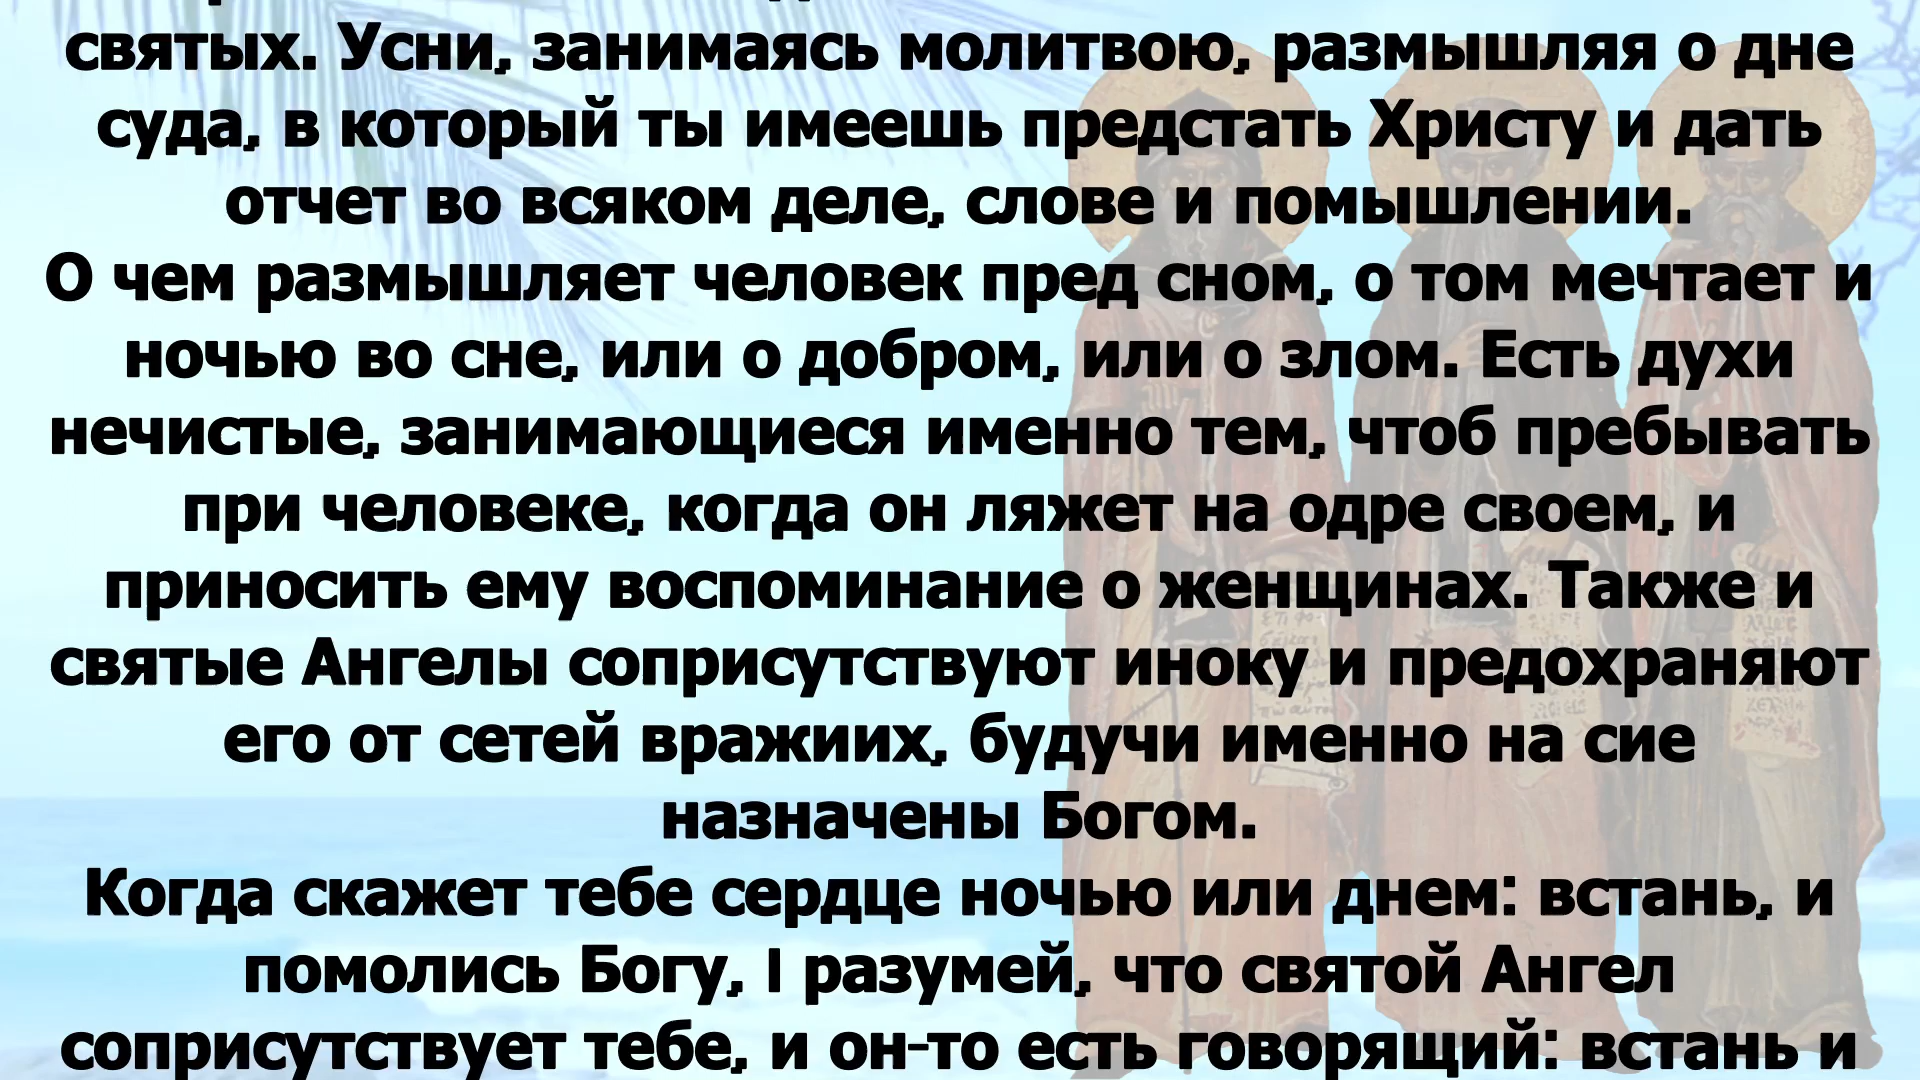 святых. Усни, занимаясь молитвою, размышляя о дне
суда, в который ты имеешь предстать Христу и дать
отчет во всяком деле, слове и помышлении.
О чем размышляет человек пред сном, о том мечтает и
ночью во сне, или о добром, или о злом. Есть духи
нечистые, занимающиеся именно тем, чтоб пребывать
при человеке, когда он ляжет на одре своем, и
приносить ему воспоминание о женщинах. Также и
святые Ангелы соприсутствуют иноку и предохраняют
его от сетей вражиих, будучи именно на сие
назначены Богом.
Когда скажет тебе сердце ночью или днем: встань, и
помолись Богу, | разумей, что святой Ангел
соприсутствует тебе, и он-то есть говорящий: встань и